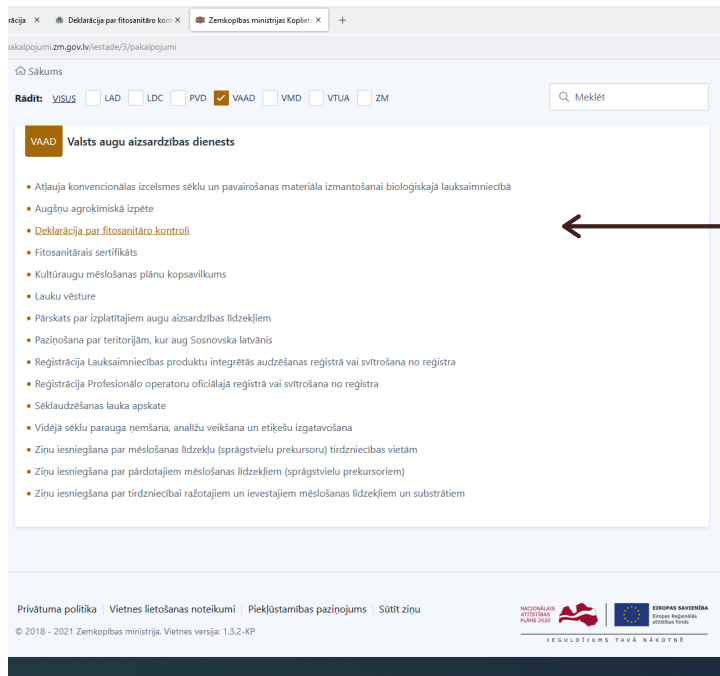 rācija × Deklarācija par fitosanitāro kont × Zemkopības ministrijas Koplieto × +
pakalpojumi.zm.gov.lv/iestade/3/pakalpojumi
Sākums
Rādīt: VISUS LAD LDC PVD VAAD VMD VTUA ZM Meklēt
VAAD Valsts augu aizsardzības dienests
Atļauja konvencionālas izcelsmes sēklu un pavairošanas materiāla izmantošanai bioloģiskajā lauksaimniecībā
Augšņu agroķīmiskā izpēte
Deklarācija par fitosanitāro kontroli
Fitosanitārais sertifikāts
Kultūraugu mēslošanas plānu kopsavilkums
Lauku vēsture
Pārskats par izplatītajiem augu aizsardzības līdzekļiem
Paziņošana par teritorijām, kur aug Sosnovska latvānis
Reģistrācija Lauksaimniecības produktu integrētās audzēšanas reģistrā vai svītrošana no reģistra
Reģistrācija Profesionālo operatoru oficiālajā reģistrā vai svītrošana no reģistra
Sēklaudzēšanas lauka apskate
Vidējā sēklu parauga ņemšana, analīžu veikšana un etiķešu izgatavošana
Ziņu iesniegšana par mēslošanas līdzekļu (sprāgstvielu prekursoru) tirdzniecības vietām
Ziņu iesniegšana par pārdotajiem mēslošanas līdzekļiem (sprāgstvielu prekursoriem)
Ziņu iesniegšana par tirdzniecībai ražotajiem un ievestajiem mēslošanas līdzekļiem un substrātiem
Privātuma politika | Vietnes lietošanas noteikumi | Piekļūstamības paziņojums | Sūtīt ziņu
© 2018 - 2021 Zemkopības ministrija. Vietnes versija: 1.3.2-KP
NACIONĀLAIS
ATTĪSTĪBAS
PLĀNS 2020
EIROPAS SAVIENĪBA
Eiropas Reģionālās
attīstības fonds
IEGULDĪJUMS TAVĀ NĀKOTNĒ